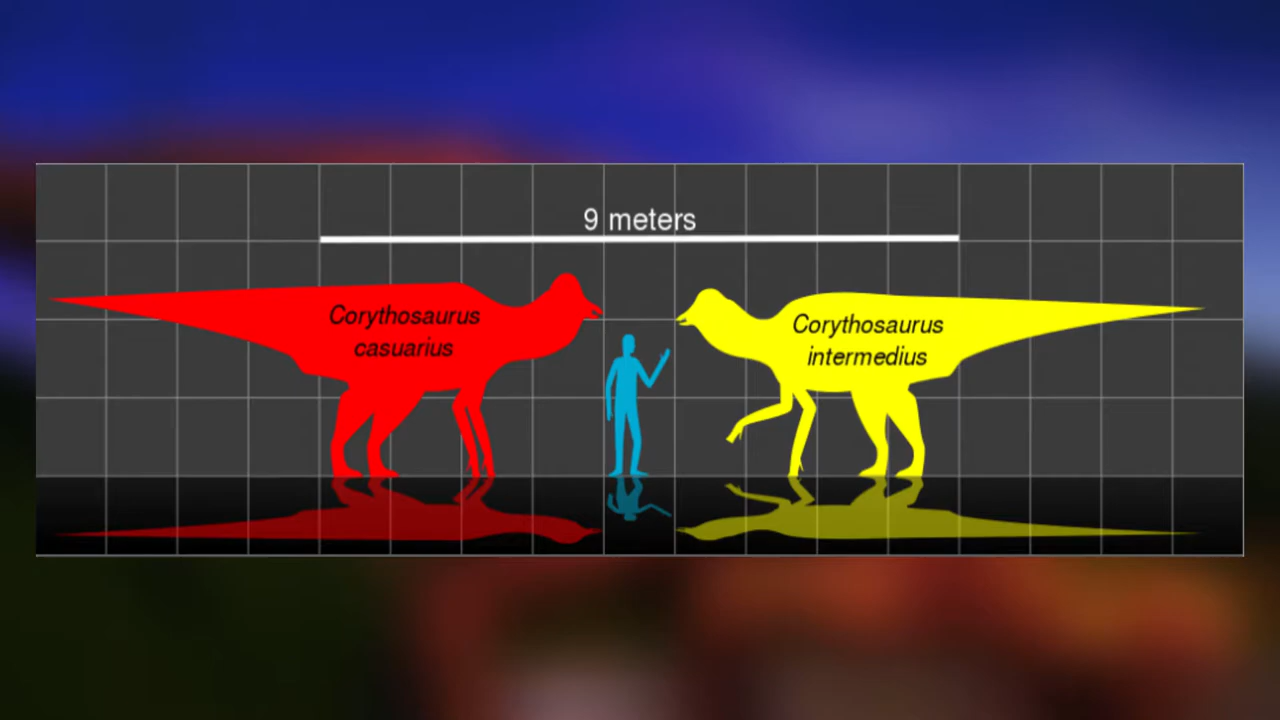 9 meters
Corythosaurus
casuarius
Corythosaurus
intermedius